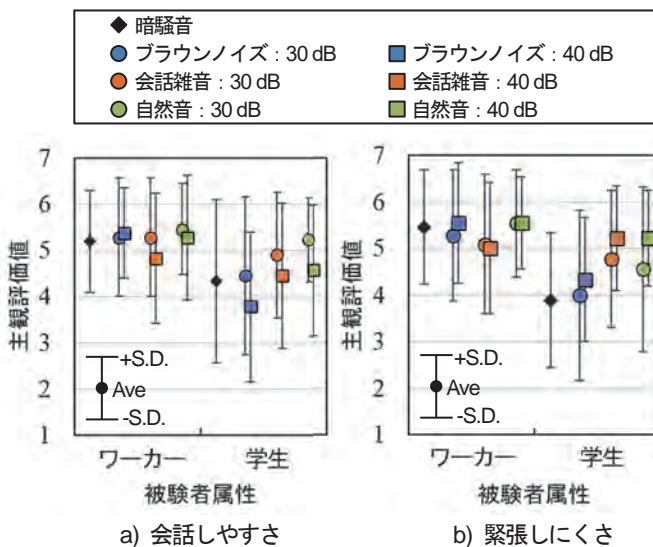 暗騒音
ブラウンノイズ：30 dB
ブラウンノイズ：40 dB
会話雑音：30 dB
会話雑音：40 dB
自然音：30 dB
自然音：40 dB
主観評価値
7
6
5
4
3
2
1
+S.D.
Ave
-S.D.
ワーカー
学生
被験者属性
a) 会話しやすさ
主観評価値
7
6
5
4
3
2
1
+S.D.
Ave
-S.D.
ワーカー
学生
被験者属性
b) 緊張しにくさ